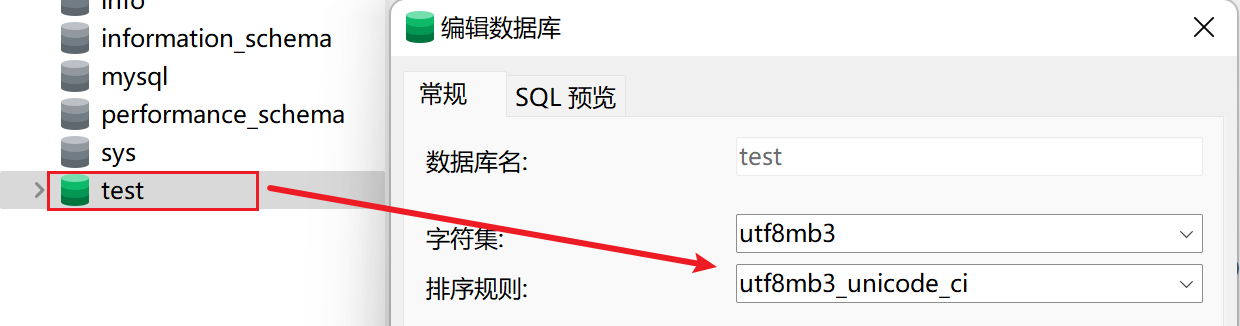 info
information_schema
mysql
performance_schema
sys
test
编辑数据库
常规
SQL 预览
数据库名:
test
字符集:
utf8mb3
排序规则:
utf8mb3_unicode_ci